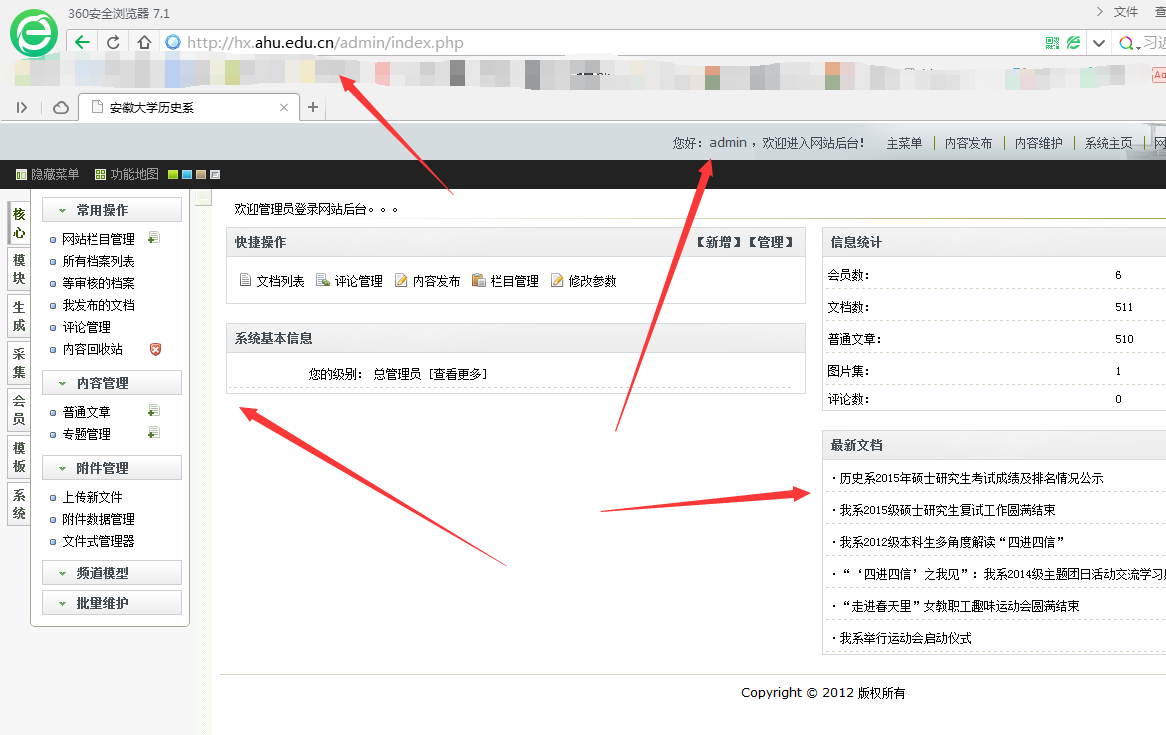 360安全浏览器 7.1
文件
http://hx.ahu.edu.cn/admin/index.php
安徽大学历史系
您好：admin ，欢迎进入网站后台！ 主菜单 内容发布 内容维护 系统主页
隐藏菜单 功能地图
核心
模块
生成
采集
会员
模板
系统
常用操作
网站栏目管理
所有档案列表
等审核的档案
我发布的文档
评论管理
内容回收站
内容管理
普通文章
专题管理
附件管理
上传新文件
附件数据管理
文件式管理器
频道模型
批量维护
欢迎管理员登录网站后台。。。
快捷操作 【新增】【管理】
文档列表 评论管理 内容发布 栏目管理 修改参数
系统基本信息
您的级别： 总管理员 [查看更多]
信息统计
会员数： 6
文档数： 511
普通文章： 510
图片集： 1
评论数： 0
最新文档
·历史系2015年硕士研究生考试成绩及排名情况公示
·我系2015级硕士研究生复试工作圆满结束
·我系2012级本科生多角度解读“四进四信”
·“‘四进四信’之我见”：我系2014级主题团日活动交流学习
·“走进春天里”女教职工趣味运动会圆满结束
·我系举行运动会启动仪式
Copyright © 2012 版权所有